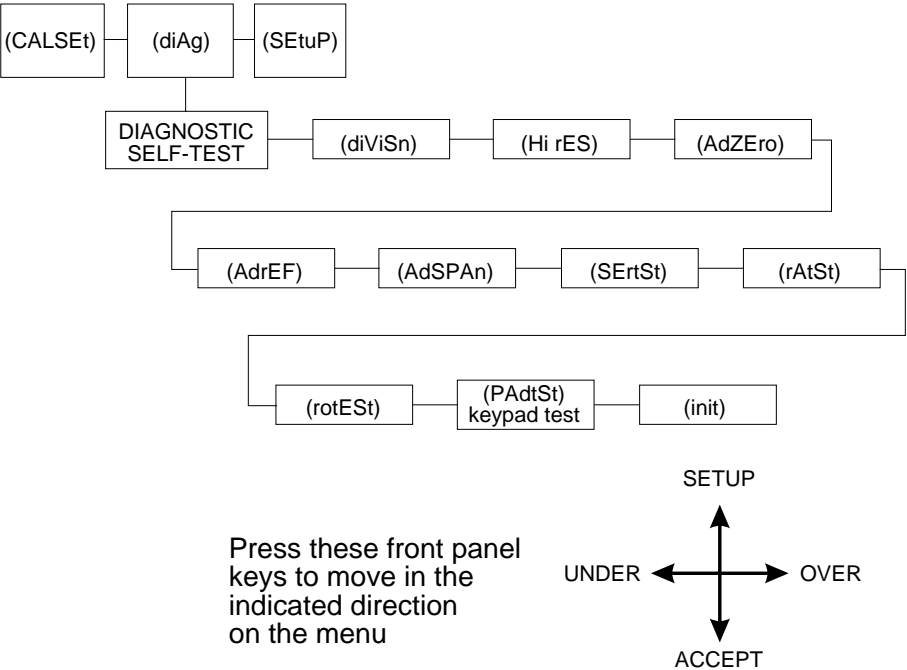 (CALSEt)
(diAg)
(SEtuP)
DIAGNOSTIC
SELF-TEST
(diViSn)
(Hi rES)
(AdZEro)
(AdrEF)
(AdSPAn)
(SErtSt)
(rAtSt)
(rotESt)
(PAdtSt)
keypad test
(init)
SETUP
Press these front panel
keys to move in the
indicated direction
on the menu
UNDER
OVER
ACCEPT